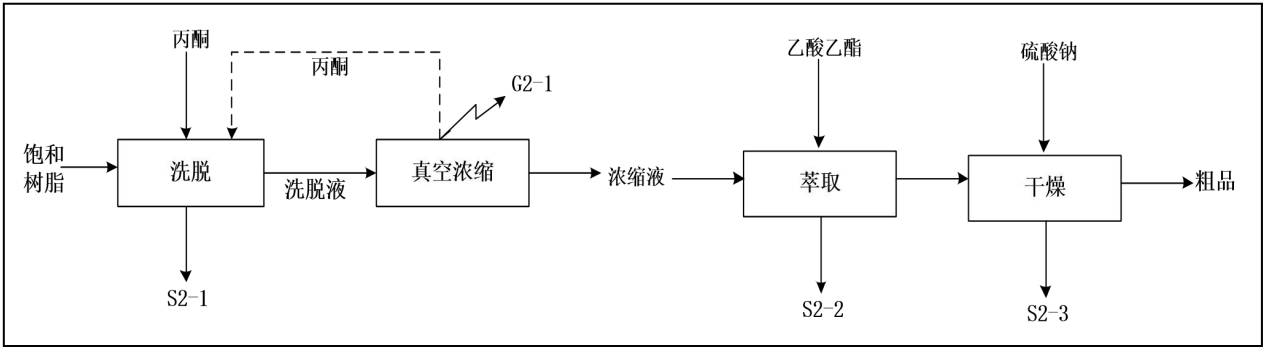 丙酮
丙酮
G2-1
乙酸乙酯
硫酸钠
饱和
树脂
洗脱
洗脱液
真空浓缩
浓缩液
萃取
干燥
粗品
S2-1
S2-2
S2-3